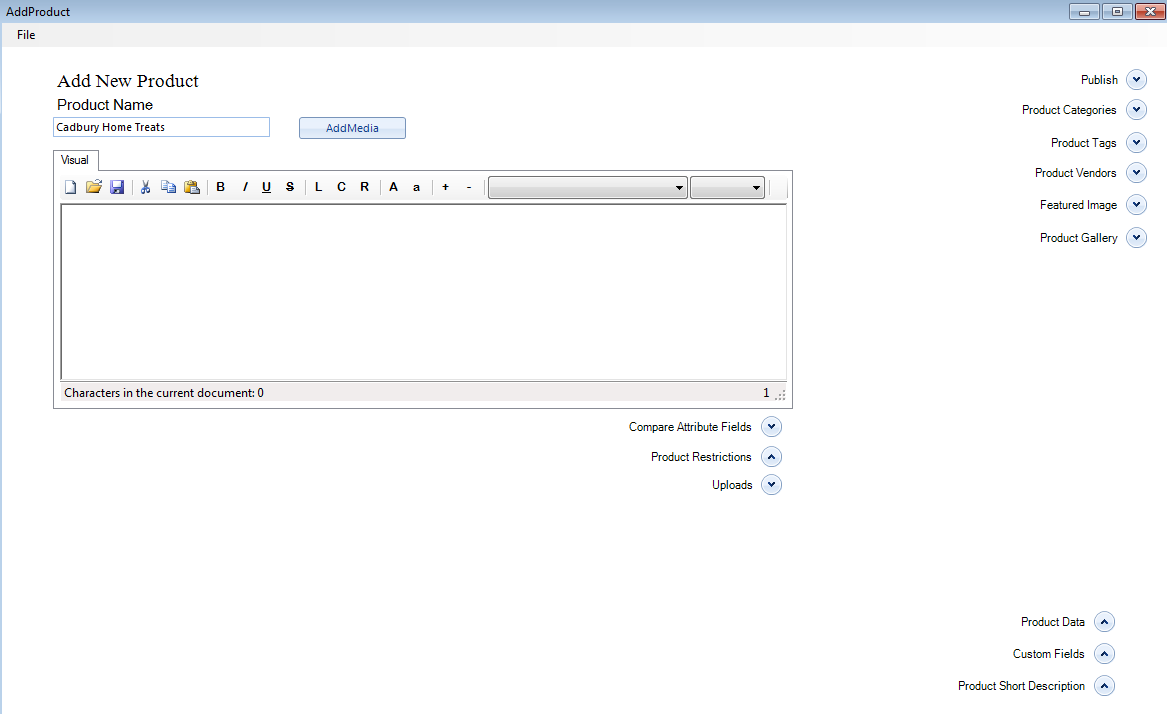 AddProduct
File
Add New Product
Product Name
Cadbury Home Treats
AddMedia
Visual
B I U S L C R A a + -
Characters in the current document: 0 1
Compare Attribute Fields
Product Restrictions
Uploads
Publish
Product Categories
Product Tags
Product Vendors
Featured Image
Product Gallery
Product Data
Custom Fields
Product Short Description